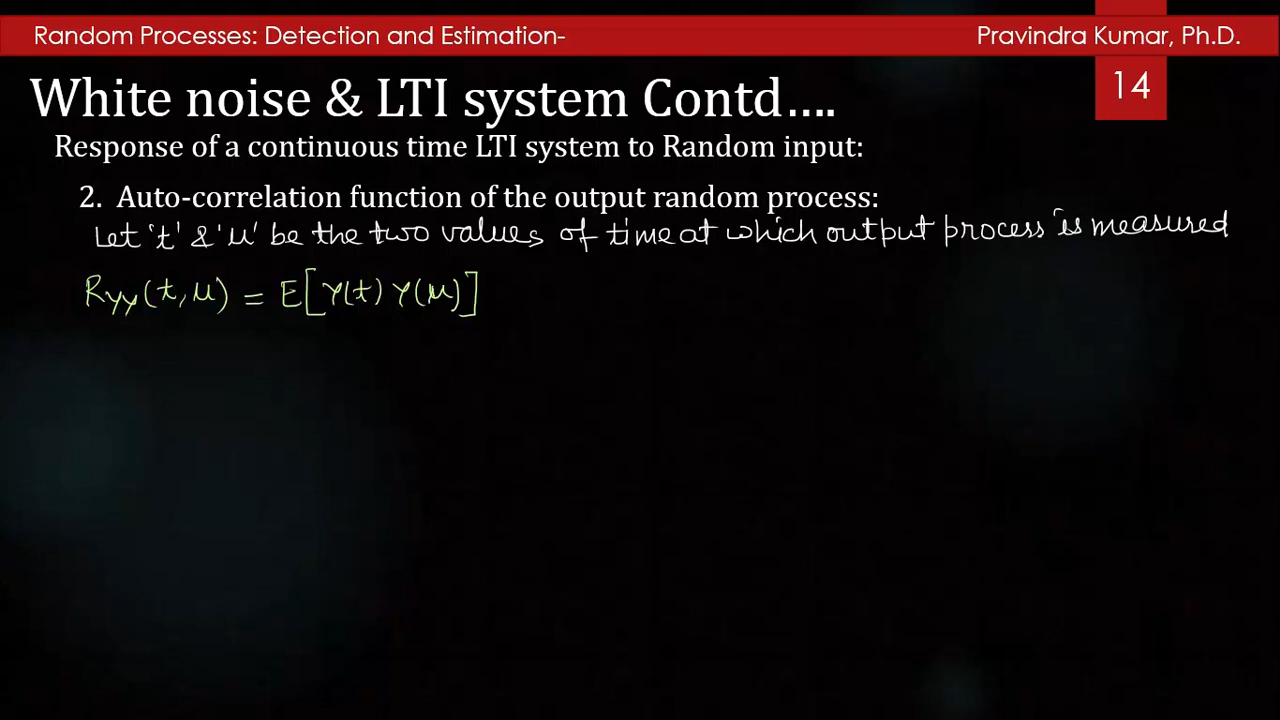 Random Processes: Detection and Estimation-
Pravindra Kumar, Ph.D.
14
White noise & LTI system Contd....
Response of a continuous time LTI system to Random input:
2. Auto-correlation function of the output random process:
Let 't' & 'u' be the two values of time at which output process is measured
Ryy(t,u) = E[Y(t) Y(u)]